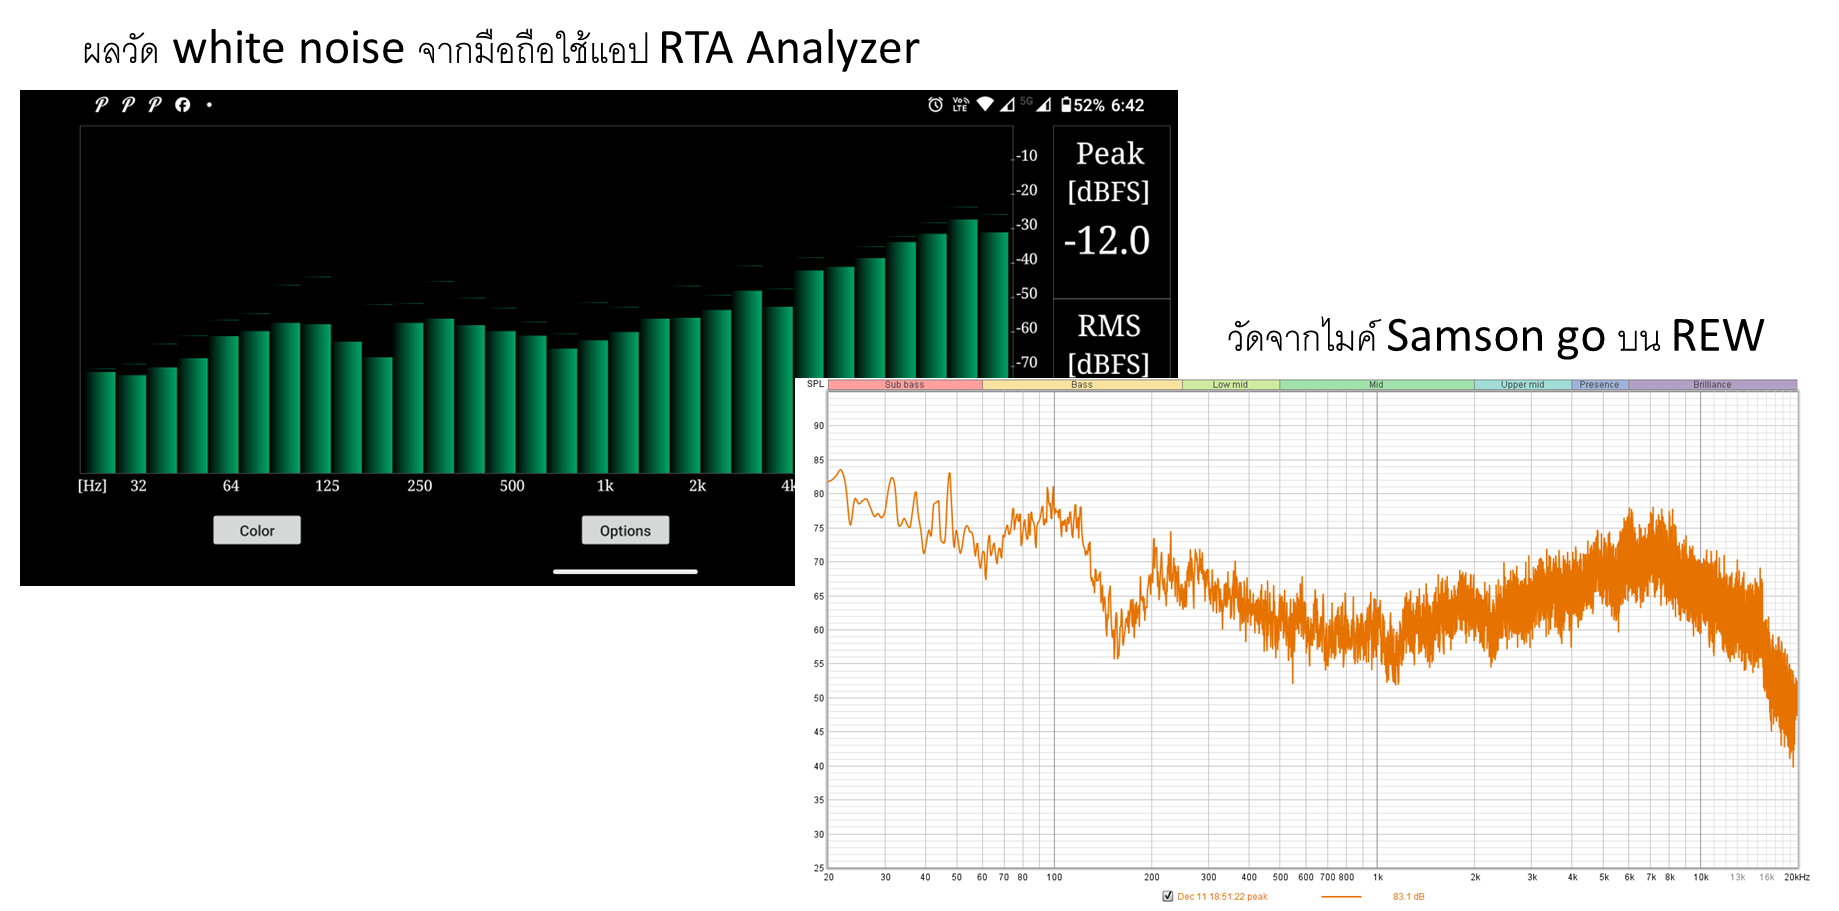 ผลวัด white noise จากมือถือใช้แอป RTA Analyzer
Vo LTE 5G 52% 6:42
-10
-20
-30
-40
-50
-60
-70
Peak
[dBFS]
-12.0
RMS
[dBFS]
[Hz] 32 64 125 250 500 1k 2k 4k
Color Options
วัดจากไมค์ Samson go บน REW
SPL Sub bass Bass Low mid Mid Upper mid Presence Brilliance
90
85
80
75
70
65
60
55
50
45
40
35
30
25
20 30 40 50 60 70 80 100 200 300 400 500 600 700 800 1k 2k 3k 4k 5k 6k 7k 8k 10k 13k 16k 20kHz
Dec 11 18:51:22 peak 83.1 dB